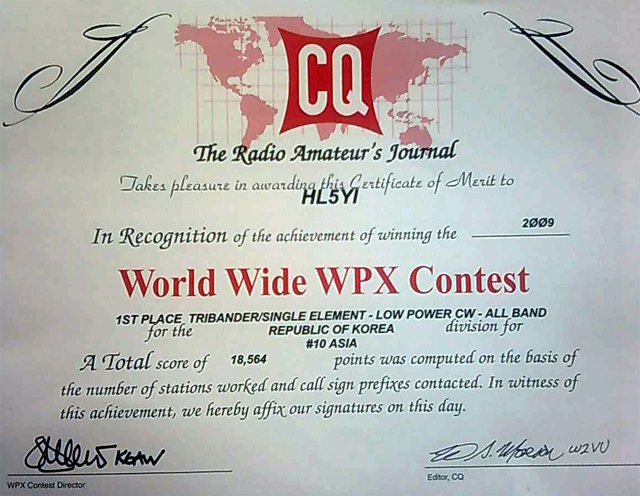 CQ
The Radio Amateur's Journal
Takes pleasure in awarding this Certificate of Merit to
HL5YI
In Recognition of the achievement of winning the 2009
World Wide WPX Contest
1ST PLACE TRIBANDER/SINGLE ELEMENT - LOW POWER CW - ALL BAND
for the REPUBLIC OF KOREA division for
#10 ASIA
A Total score of 18,564 points was computed on the basis of
the number of stations worked and call sign prefixes contacted. In witness of
this achievement, we hereby affix our signatures on this day.
W2VU
WPX Contest Director
Editor, CQ